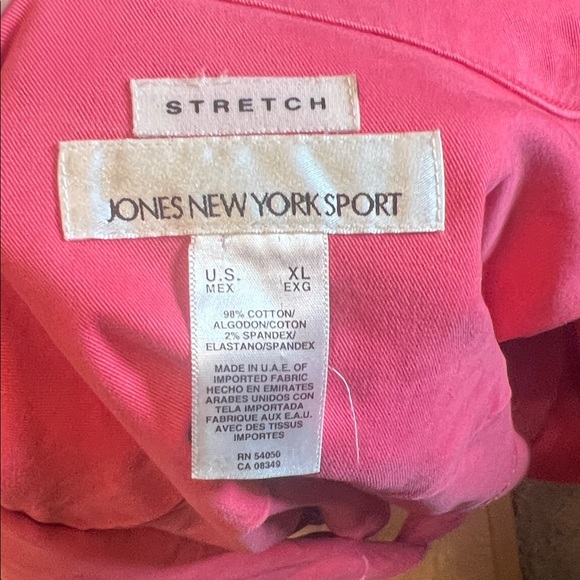 STRETCH
JONES NEW YORK SPORT
U.S. XL
MEX EXG
98% COTTON/
ALGODON/COTON
2% SPANDEX/
ELASTANO/SPANDEX
MADE IN U.A.E. OF
IMPORTED FABRIC
HECHO EN EMIRATES
ARABES UNIDOS CON
TELA IMPORTADA
FABRIQUE AUX E.A.U.
AVEC DES TISSUS
IMPORTES
RN 54050
CA 08349